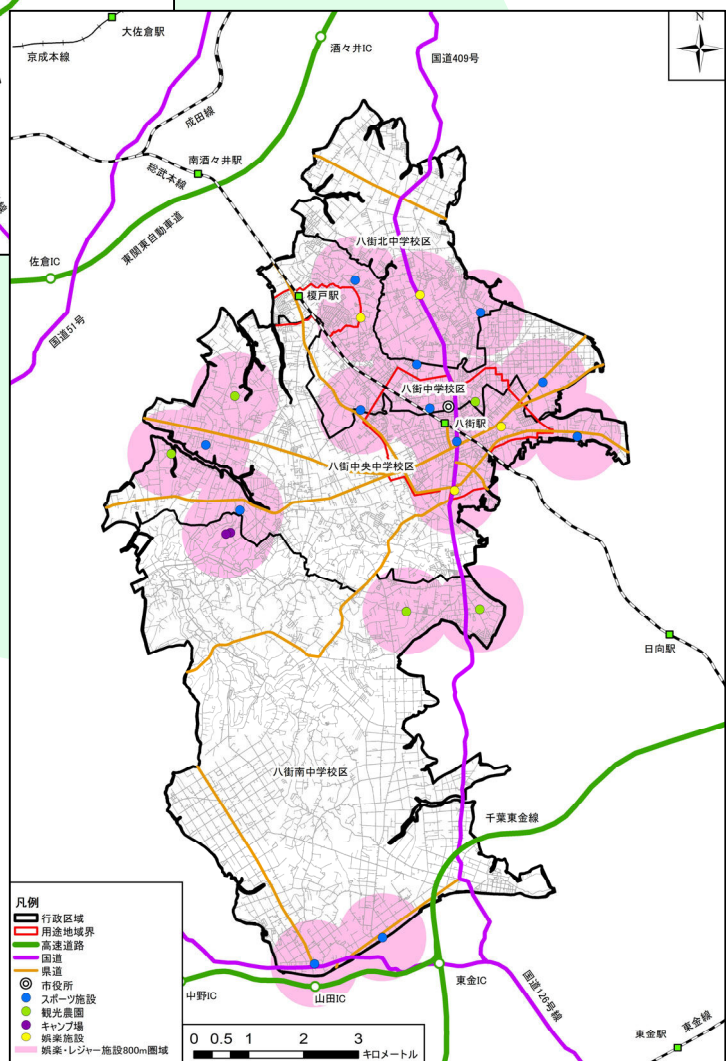 大佐倉駅
N
京成本線
酒々井IC
国道409号
成田線
南酒々井駅
総武本線
東関東自動車道
佐倉IC
国道51号
八街北中学校区
榎戸駅
八街中学校区
八街駅
八街中央中学校区
日向駅
八街南中学校区
千葉東金線
凡例
行政区域
用途地域界
高速道路
国道
県道
市役所
スポーツ施設
観光農園
キャンプ場
娯楽施設
娯楽・レジャー施設800m圏域
中野IC
山田IC
東金IC
国道126号線
東金駅
東金線
0 0.5 1 2 3
キロメートル